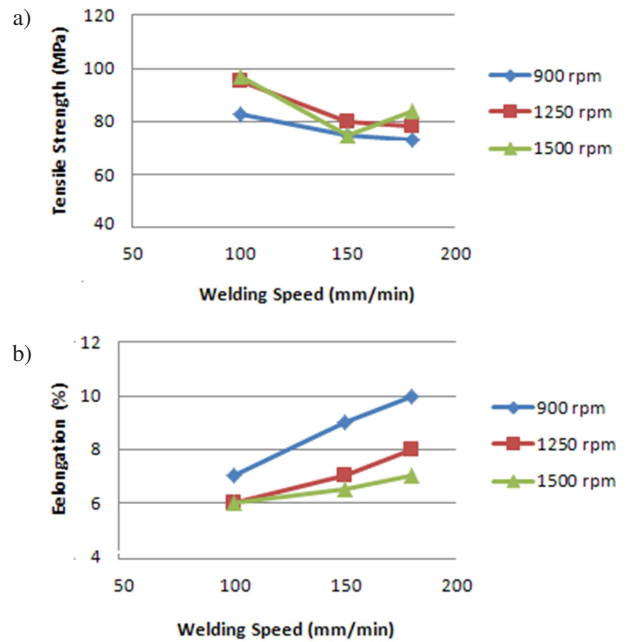 a)
Tensile Strength (MPa)
120
100
80
60
40
50
100
150
200
Welding Speed (mm/min)
900 rpm
1250 rpm
1500 rpm
b)
Eelongation (%)
12
10
8
6
4
50
100
150
200
Welding Speed (mm/min)
900 rpm
1250 rpm
1500 rpm